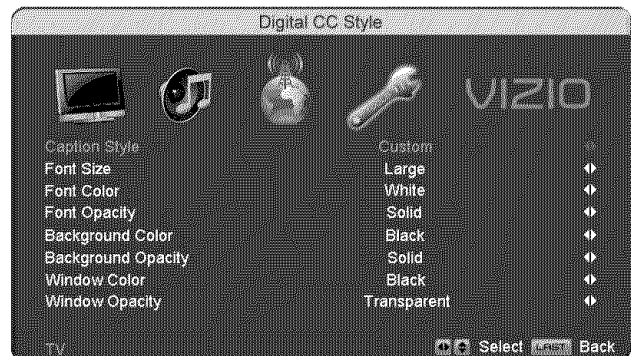 Digital CC Style
VIZIO
Caption Style Custom
Font Size Large
Font Color White
Font Opacity Solid
Background Color Black
Background Opacity Solid
Window Color Black
Window Opacity Transparent
TV Select LAST Back